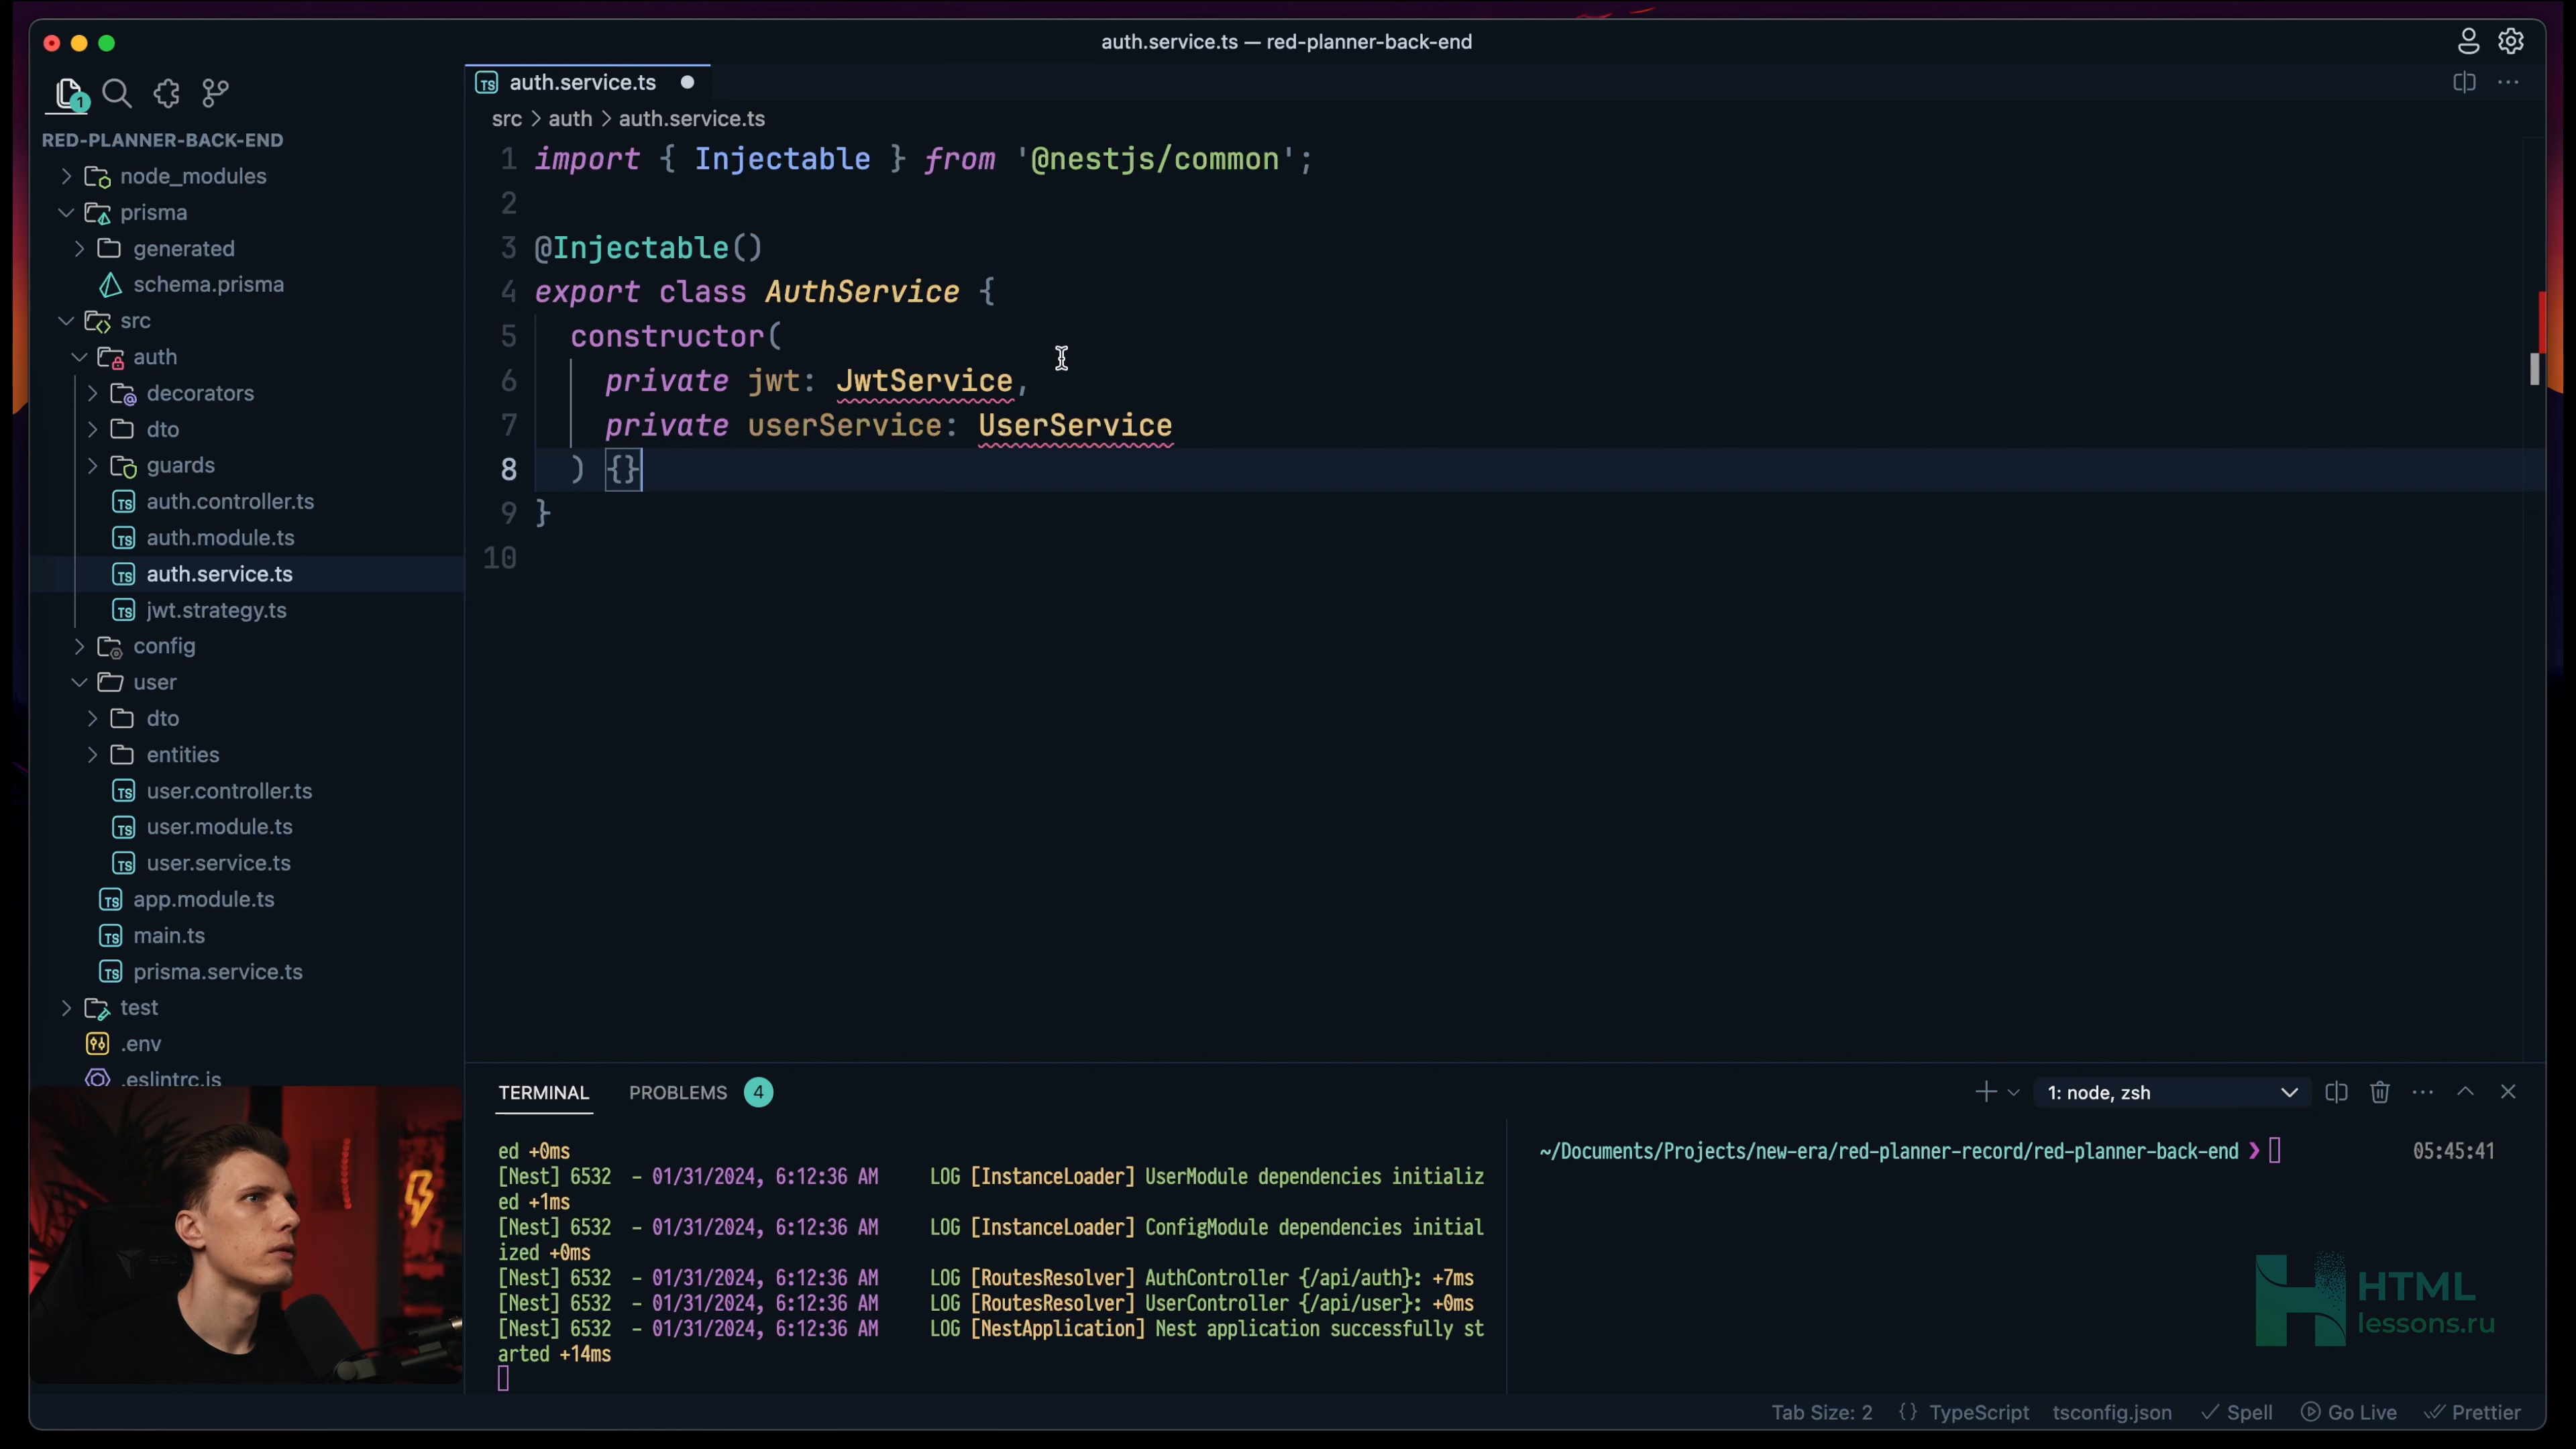 auth.service.ts — red-planner-back-end
1
RED-PLANNER-BACK-END
node_modules
prisma
generated
schema.prisma
src
auth
decorators
dto
guards
auth.controller.ts
auth.module.ts
auth.service.ts
jwt.strategy.ts
config
user
dto
entities
user.controller.ts
user.module.ts
user.service.ts
app.module.ts
main.ts
prisma.service.ts
test
.env
.eslintrc.js
TS auth.service.ts
src > auth > auth.service.ts
1 import { Injectable } from '@nestjs/common';
2
3 @Injectable()
4 export class AuthService {
5 constructor(
6 private jwt: JwtService,
7 private userService: UserService
8 ) {}
9 }
10
TERMINAL PROBLEMS 4
1: node, zsh
ed +0ms
[Nest] 6532 - 01/31/2024, 6:12:36 AM LOG [InstanceLoader] UserModule dependencies initializ
ed +1ms
[Nest] 6532 - 01/31/2024, 6:12:36 AM LOG [InstanceLoader] ConfigModule dependencies initial
ized +0ms
[Nest] 6532 - 01/31/2024, 6:12:36 AM LOG [RoutesResolver] AuthController {/api/auth}: +7ms
[Nest] 6532 - 01/31/2024, 6:12:36 AM LOG [RoutesResolver] UserController {/api/user}: +0ms
[Nest] 6532 - 01/31/2024, 6:12:36 AM LOG [NestApplication] Nest application successfully st
arted +14ms
~/Documents/Projects/new-era/red-planner-record/red-planner-back-end ❯ 05:45:41
HTML
lessons.ru
Tab Size: 2 {} TypeScript tsconfig.json ✓ Spell Go Live Prettier